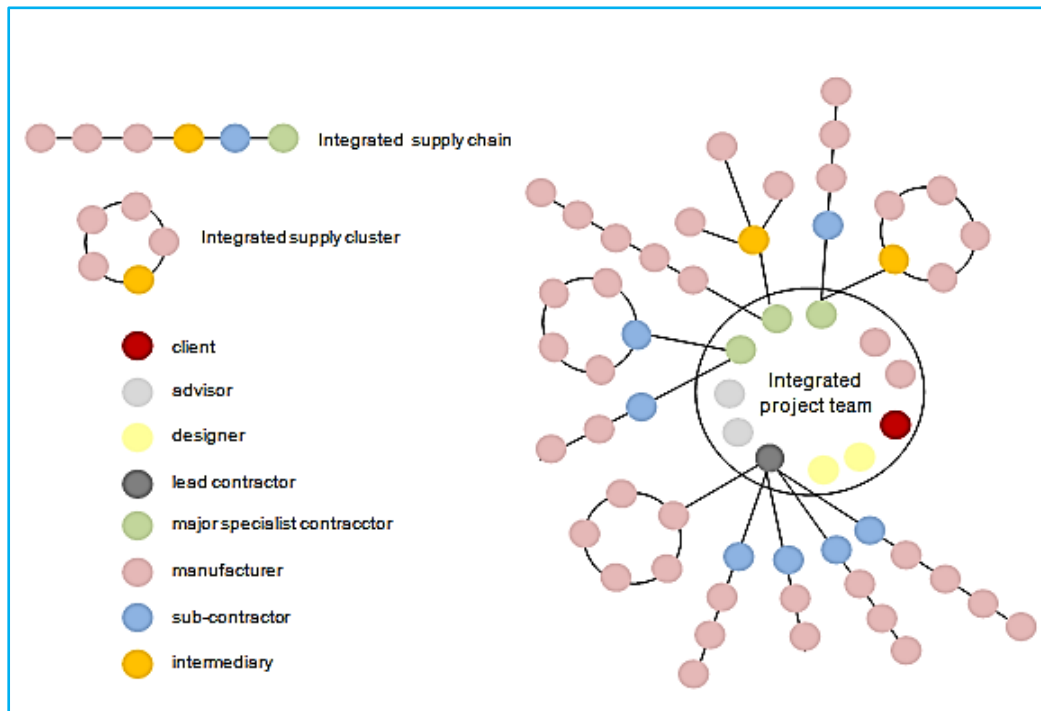 Integrated supply chain
Integrated supply cluster
client
advisor
designer
lead contractor
major specialist contracctor
manufacturer
sub-contractor
intermediary
Integrated
project team